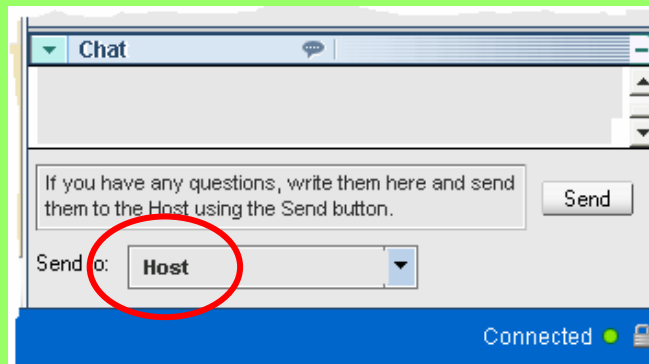 Chat
If you have any questions, write them here and send
them to the Host using the Send button.
Send
Send to:
Host
Connected